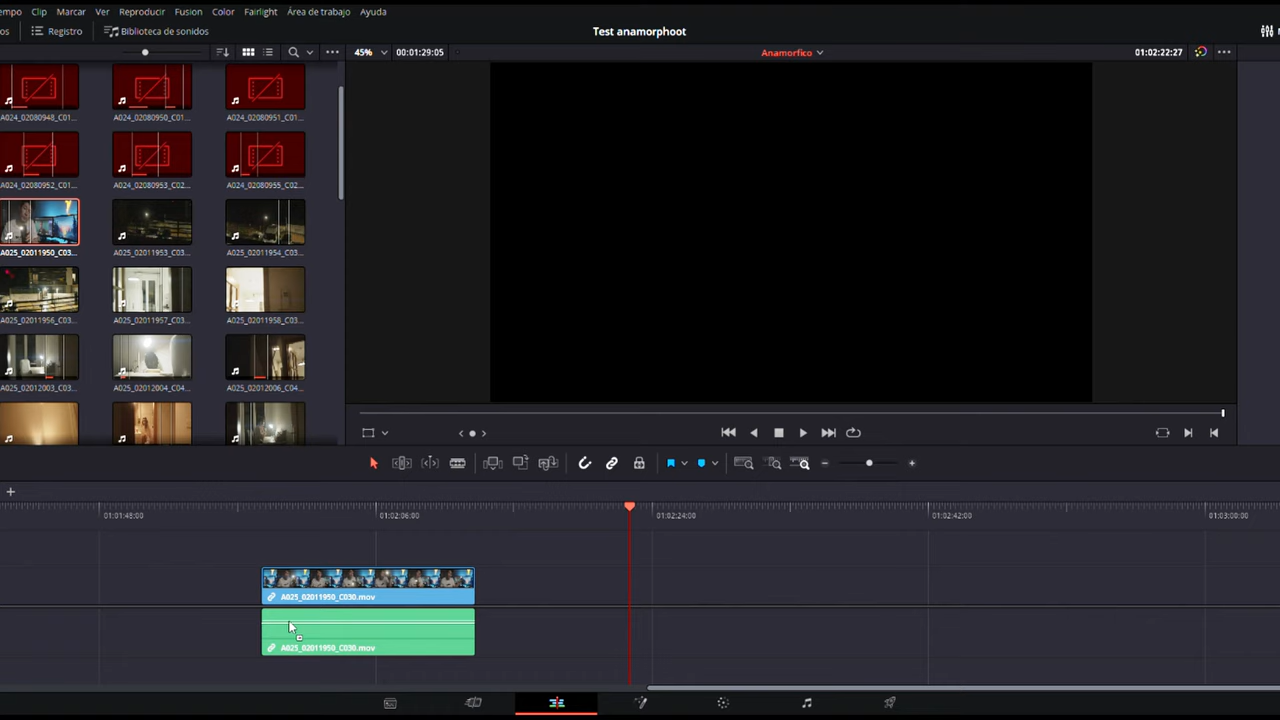 empo Clip Marcar Ver Reproducir Fusion Color Fairlight Área de trabajo Ayuda
os Registro Biblioteca de sonidos Test anamorphoot
45% 00:01:29:05 Anamorfico 01:02:22:27
A024_02080948_C01... A024_02080950_C01... A024_02080951_C01...
A024_02080952_C01... A024_02080953_C02... A024_02080955_C02...
A025_02011950_C03... A025_02011953_C03... A025_02011954_C03...
A025_02011956_C03... A025_02011957_C03... A025_02011958_C03...
A025_02012003_C03... A025_02012004_C04... A025_02012006_C04...
01:01:48:00 01:02:06:00 01:02:24:00 01:02:42:00 01:03:00:00
A025_02011950_C030.mov
A025_02011950_C030.mov